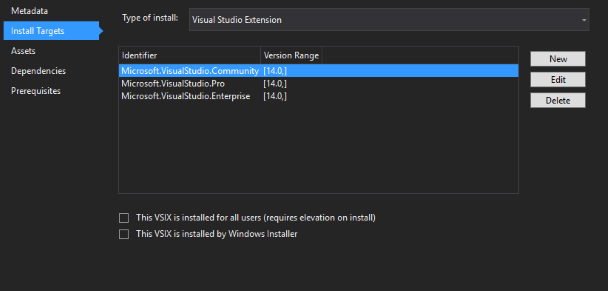 Metadata
Type of install: Visual Studio Extension
Install Targets
Assets
Dependencies
Prerequisites
Identifier Version Range
Microsoft.VisualStudio.Community [14.0,]
Microsoft.VisualStudio.Pro [14.0,]
Microsoft.VisualStudio.Enterprise [14.0,]
New
Edit
Delete
This VSIX is installed for all users (requires elevation on install)
This VSIX is installed by Windows Installer